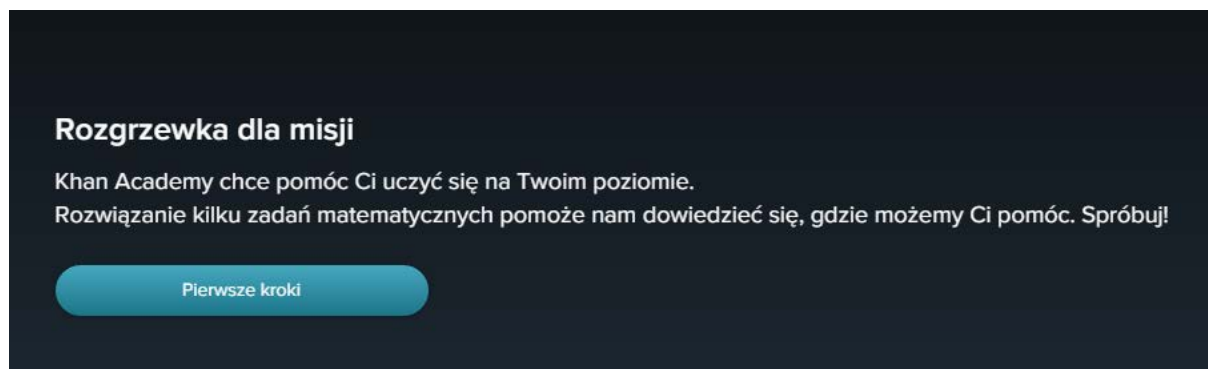 Rozgrzewka dla misji
Khan Academy chce pomóc Ci uczyć się na Twoim poziomie.
Rozwiązanie kilku zadań matematycznych pomoże nam dowiedzieć się, gdzie możemy Ci pomóc. Spróbuj!
Pierwsze kroki